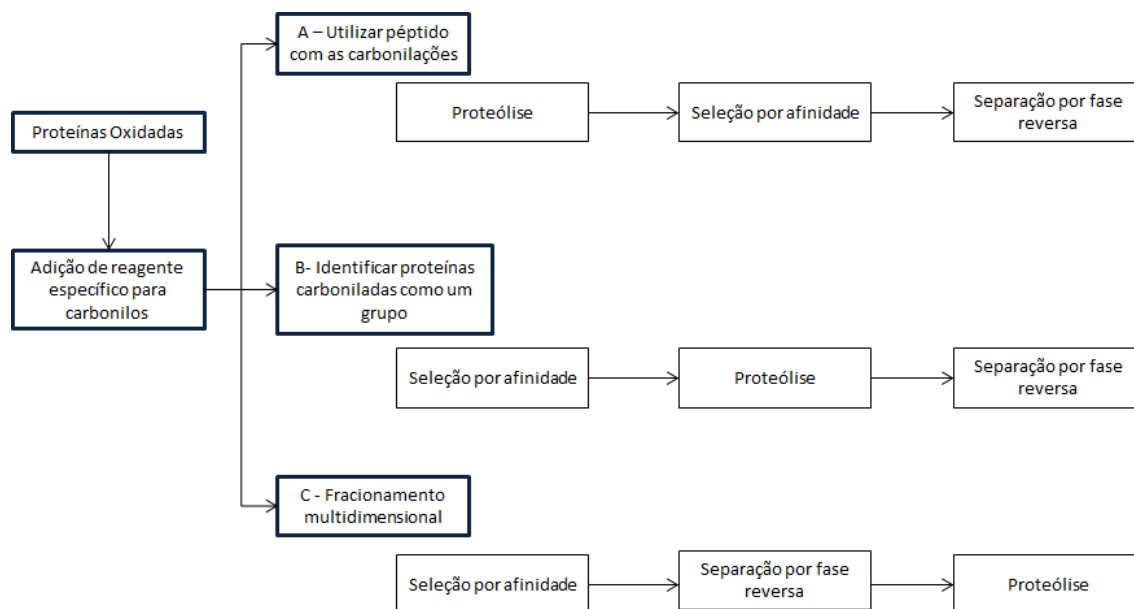 A – Utilizar péptido
com as carbonilações
Proteólise
Seleção por afinidade
Separação por fase
reversa
Proteínas Oxidadas
Adição de reagente
específico para
carbonilos
B- Identificar proteínas
carboniladas como um
grupo
Seleção por afinidade
Proteólise
Separação por fase
reversa
C - Fracionamento
multidimensional
Seleção por afinidade
Separação por fase
reversa
Proteólise